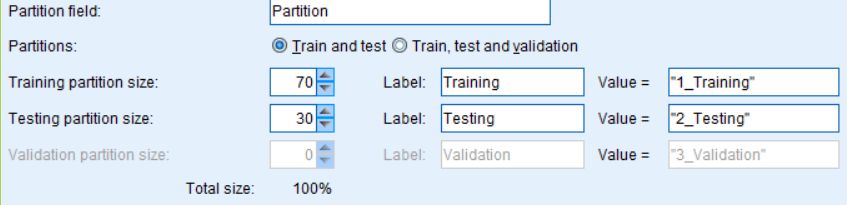 Partition field: Partition
Partitions: Train and test Train, test and validation
Training partition size: 70 Label: Training Value = "1_Training"
Testing partition size: 30 Label: Testing Value = "2_Testing"
Validation partition size: 0 Label: Validation Value = "3_Validation"
Total size: 100%